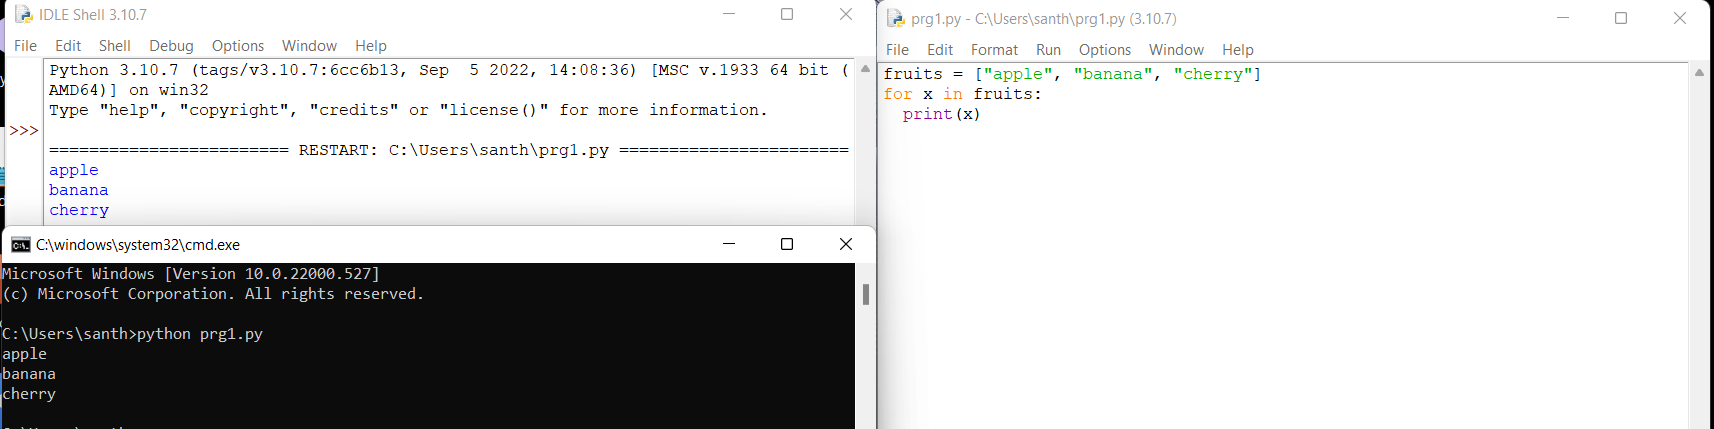 IDLE Shell 3.10.7
File Edit Shell Debug Options Window Help
Python 3.10.7 (tags/v3.10.7:6cc6b13, Sep  5 2022, 14:08:36) [MSC v.1933 64 bit (
AMD64)] on win32
Type "help", "copyright", "credits" or "license()" for more information.
>>>
======================== RESTART: C:\Users\santh\prg1.py =======================
apple
banana
cherry
C:\windows\system32\cmd.exe
Microsoft Windows [Version 10.0.22000.527]
(c) Microsoft Corporation. All rights reserved.
C:\Users\santh>python prg1.py
apple
banana
cherry
prg1.py - C:\Users\santh\prg1.py (3.10.7)
File Edit Format Run Options Window Help
fruits = ["apple", "banana", "cherry"]
for x in fruits:
  print(x)